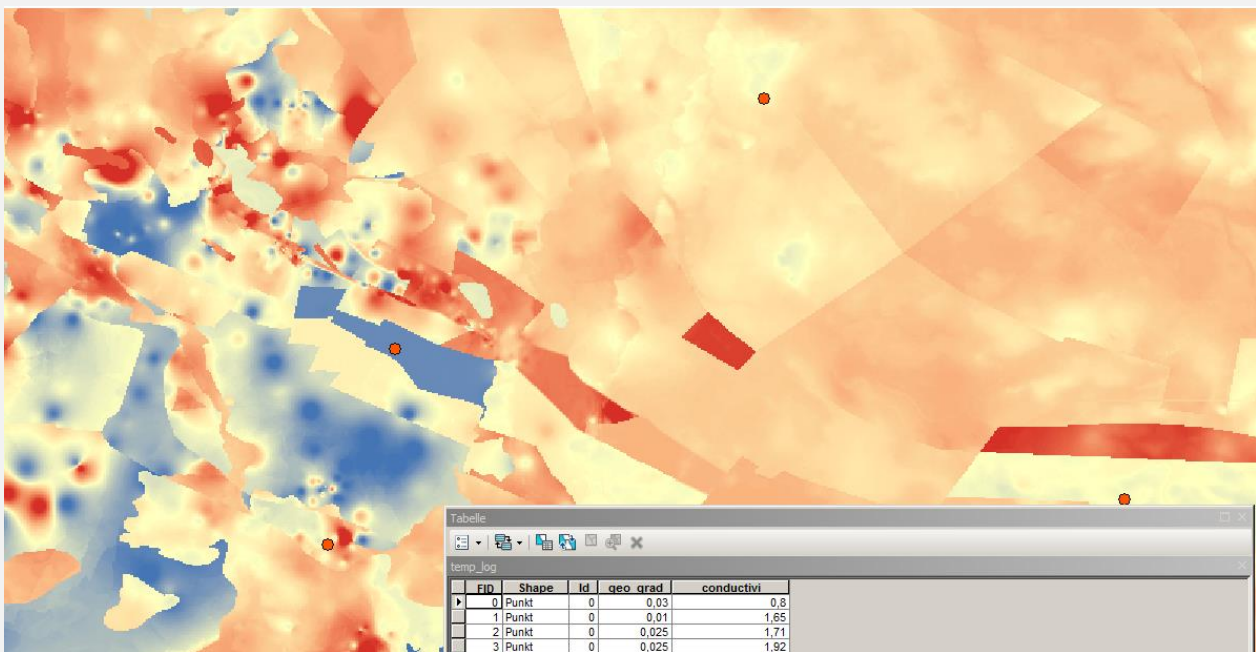 Tabelle
temp_log
FID Shape Id geo_grad conductivi
0 Punkt 0 0,03 0,8
1 Punkt 0 0,01 1,65
2 Punkt 0 0,025 1,71
3 Punkt 0 0,025 1,92